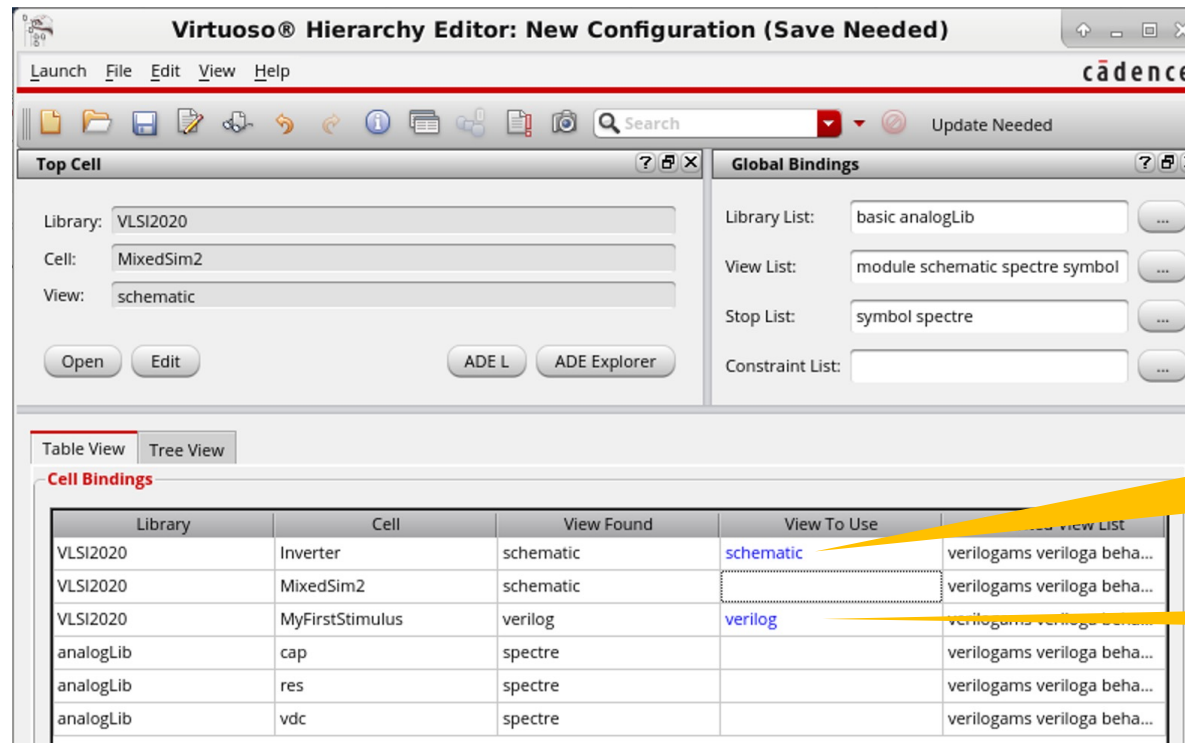 Virtuoso® Hierarchy Editor: New Configuration (Save Needed)
Launch File Edit View Help
cādence
Search Update Needed
Top Cell
Library: VLSI2020
Cell: MixedSim2
View: schematic
Open Edit ADE L ADE Explorer
Global Bindings
Library List: basic analogLib ...
View List: module schematic spectre symbol ...
Stop List: symbol spectre ...
Constraint List: ...
Table View Tree View
Cell Bindings
Library Cell View Found View To Use View List
VLSI2020 Inverter schematic schematic verilogams veriloga beha...
VLSI2020 MixedSim2 schematic verilogams veriloga beha...
VLSI2020 MyFirstStimulus verilog verilog verilogams veriloga beha...
analogLib cap spectre verilogams veriloga beha...
analogLib res spectre verilogams veriloga beha...
analogLib vdc spectre verilogams veriloga beha...